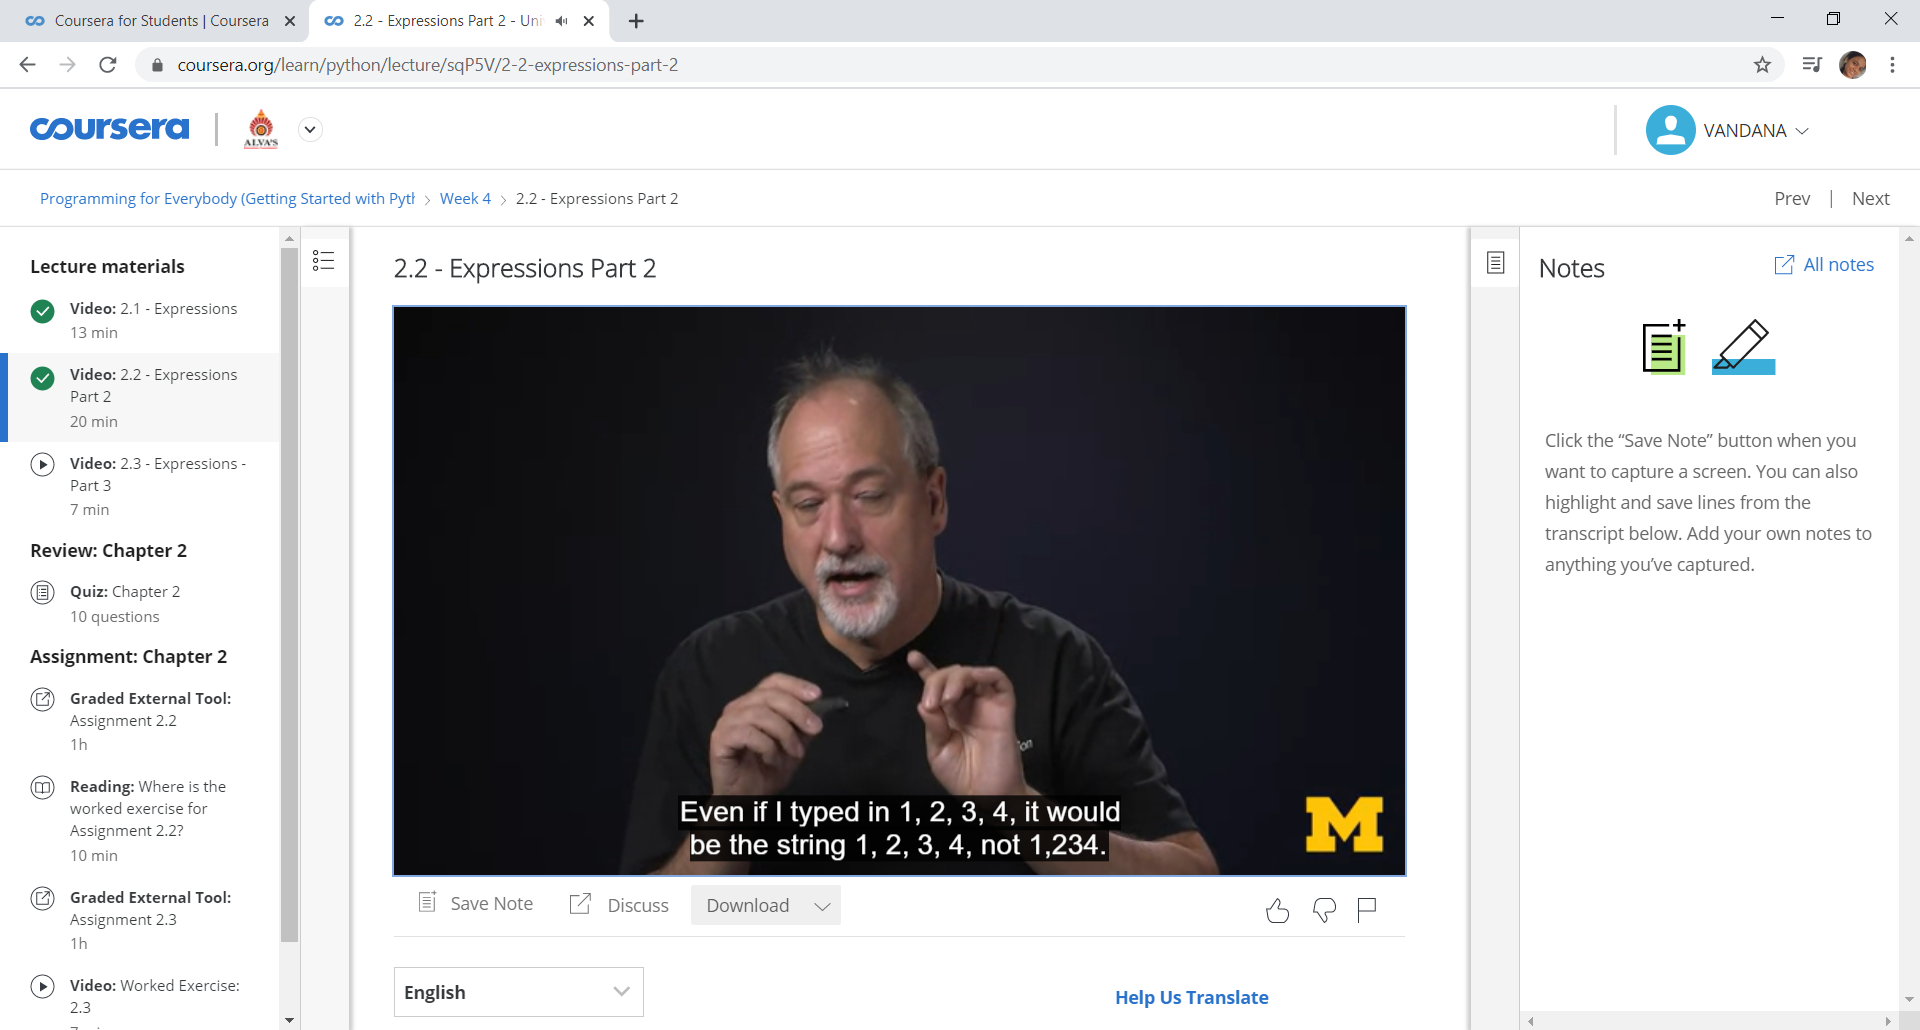 Coursera for Students | Coursera
2.2 - Expressions Part 2 - Uni
coursera.org/learn/python/lecture/sqP5V/2-2-expressions-part-2
coursera
ALVA'S
VANDANA
Programming for Everybody (Getting Started with Pyth
Week 4
2.2 - Expressions Part 2
Prev | Next
Lecture materials
Video: 2.1 - Expressions
13 min
Video: 2.2 - Expressions
Part 2
20 min
Video: 2.3 - Expressions -
Part 3
7 min
Review: Chapter 2
Quiz: Chapter 2
10 questions
Assignment: Chapter 2
Graded External Tool:
Assignment 2.2
1h
Reading: Where is the
worked exercise for
Assignment 2.2?
10 min
Graded External Tool:
Assignment 2.3
1h
Video: Worked Exercise:
2.3
2.2 - Expressions Part 2
Even if I typed in 1, 2, 3, 4, it would
be the string 1, 2, 3, 4, not 1,234.
M
Save Note
Discuss
Download
English
Help Us Translate
Notes
All notes
Click the “Save Note” button when you
want to capture a screen. You can also
highlight and save lines from the
transcript below. Add your own notes to
anything you’ve captured.